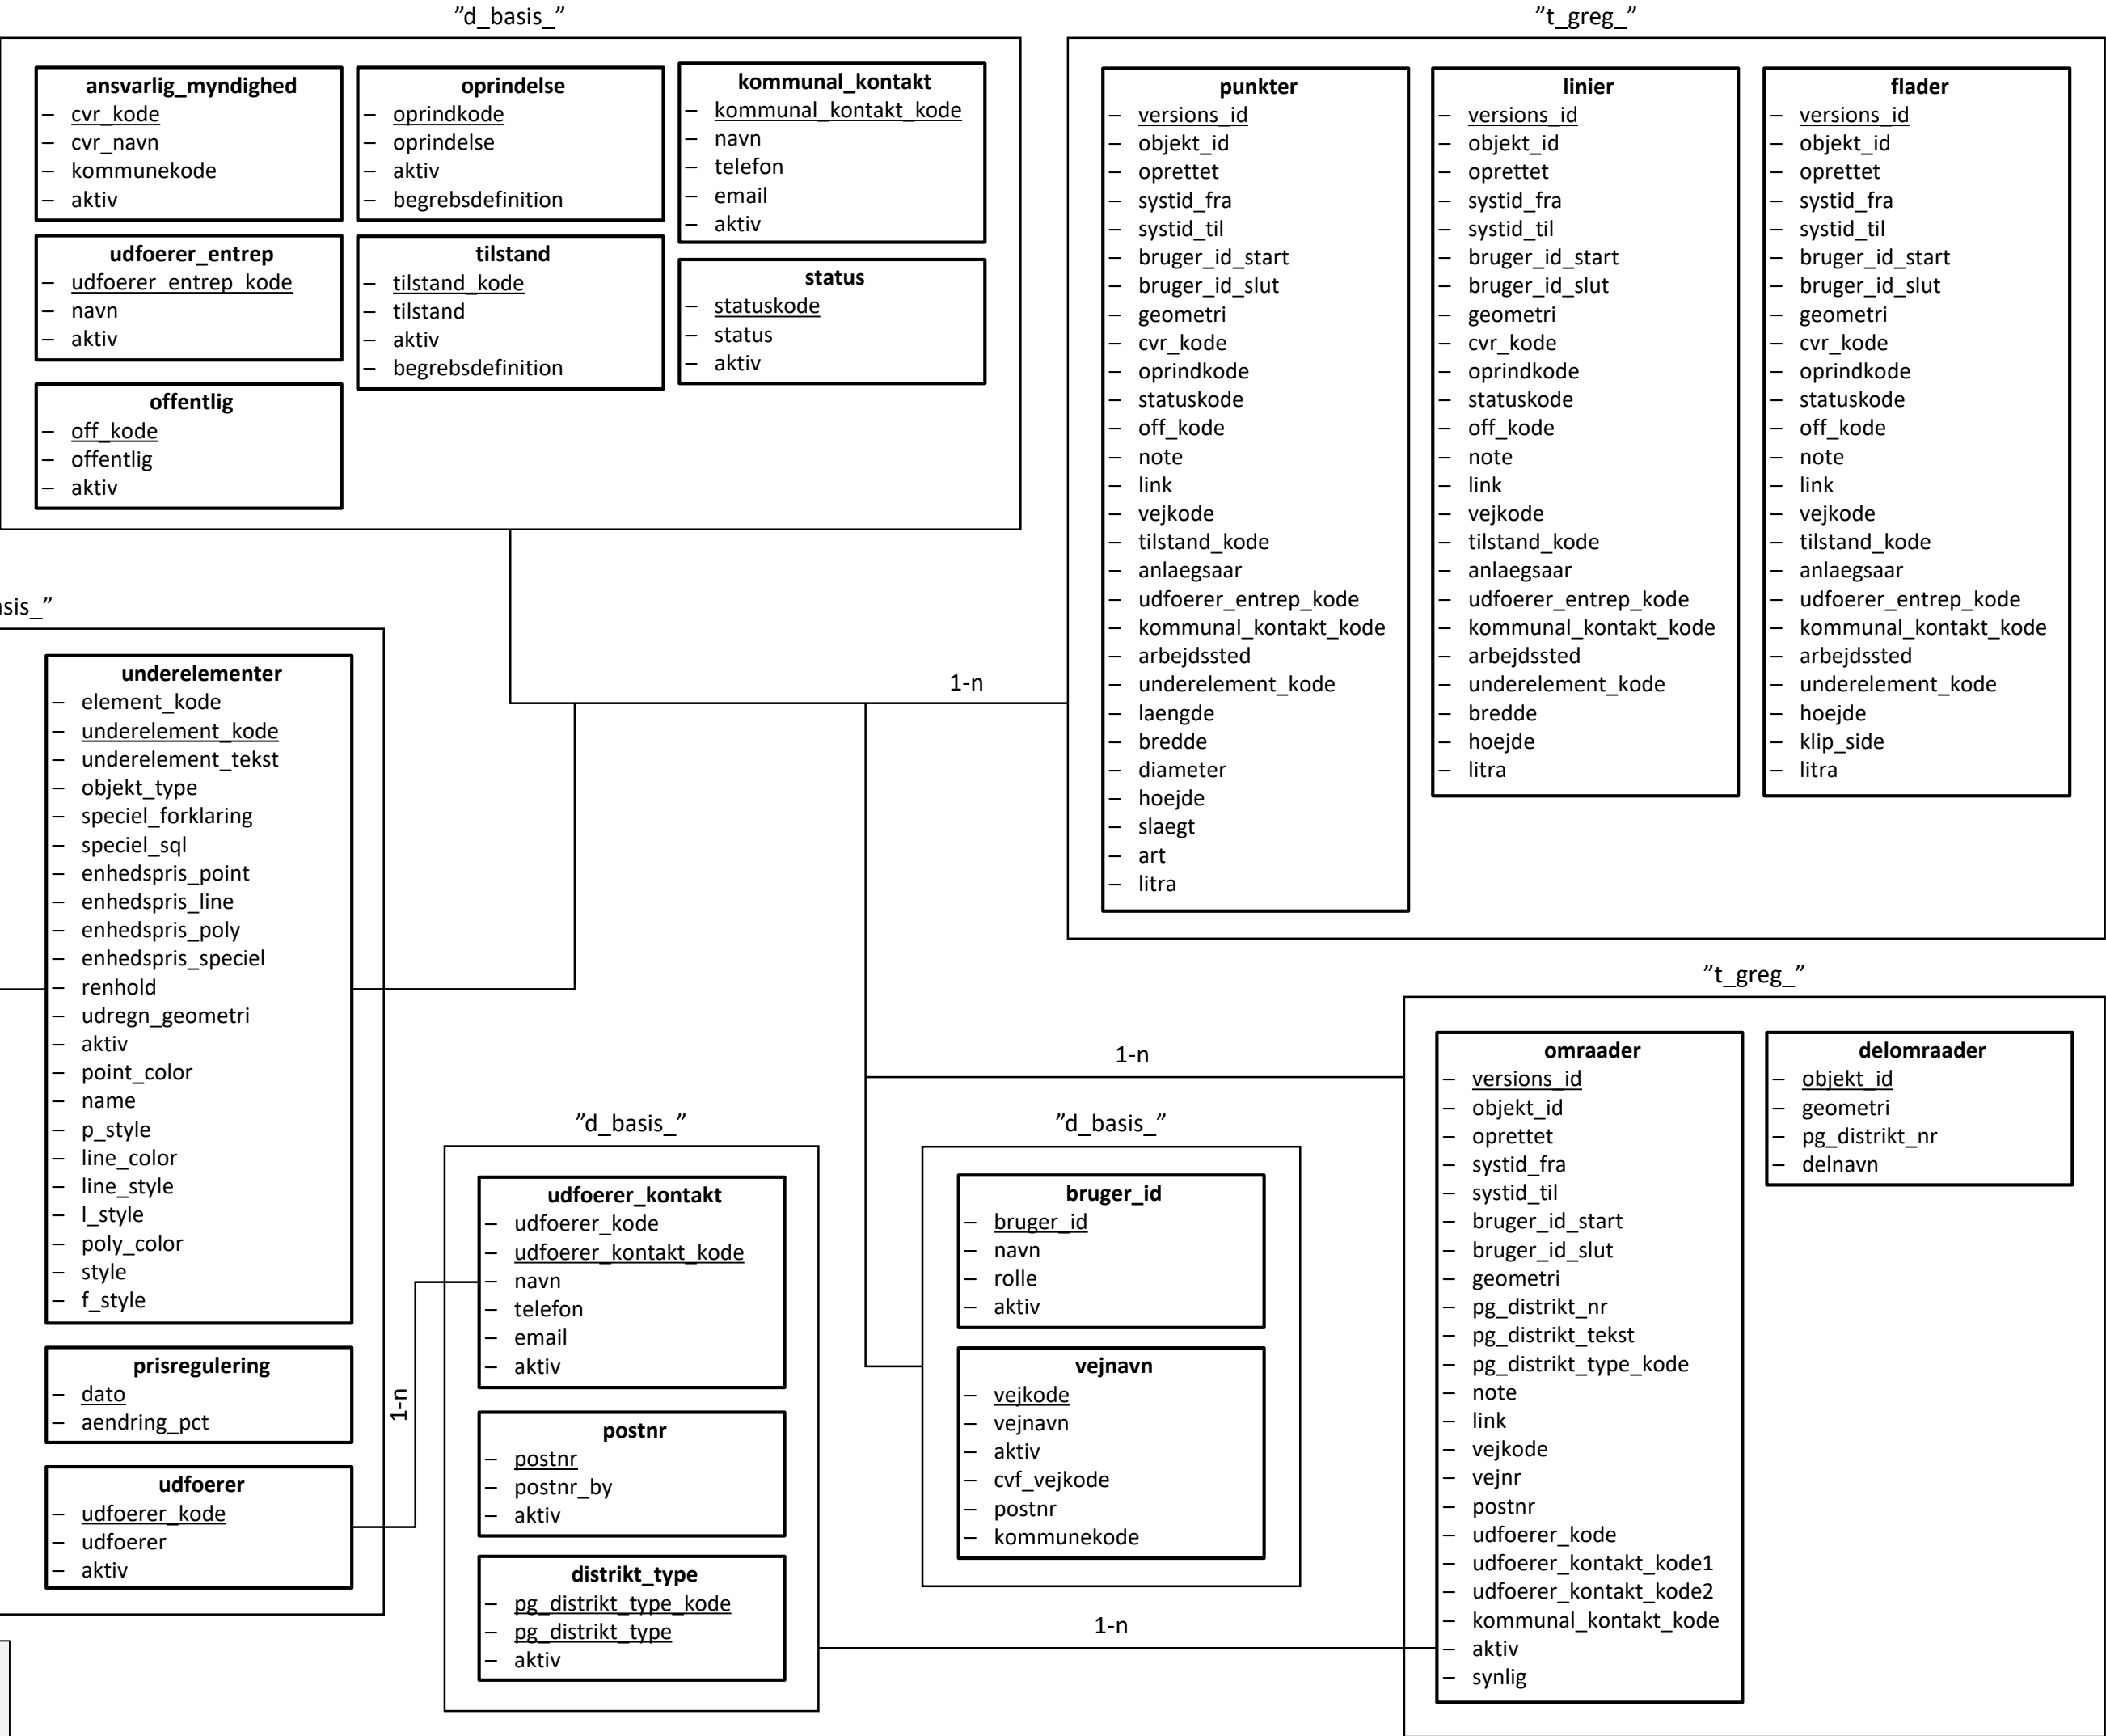 ”d_basis_”
ansvarlig_myndighed
– cvr_kode
– cvr_navn
– kommunekode
– aktiv
oprindelse
– oprindkode
– oprindelse
– aktiv
– begrebsdefinition
kommunal_kontakt
– kommunal_kontakt_kode
– navn
– telefon
– email
– aktiv
udfoerer_entrep
– udfoerer_entrep_kode
– navn
– aktiv
tilstand
– tilstand_kode
– tilstand
– aktiv
– begrebsdefinition
status
– statuskode
– status
– aktiv
offentlig
– off_kode
– offentlig
– aktiv
”t_greg_”
punkter
– versions_id
– objekt_id
– oprettet
– systid_fra
– systid_til
– bruger_id_start
– bruger_id_slut
– geometri
– cvr_kode
– oprindkode
– statuskode
– off_kode
– note
– link
– vejkode
– tilstand_kode
– anlaegsaar
– udfoerer_entrep_kode
– kommunal_kontakt_kode
– arbejdssted
– underelement_kode
– laengde
– bredde
– diameter
– hoejde
– slaegt
– art
– litra
linier
– versions_id
– objekt_id
– oprettet
– systid_fra
– systid_til
– bruger_id_start
– bruger_id_slut
– geometri
– cvr_kode
– oprindkode
– statuskode
– off_kode
– note
– link
– vejkode
– tilstand_kode
– anlaegsaar
– udfoerer_entrep_kode
– kommunal_kontakt_kode
– arbejdssted
– underelement_kode
– bredde
– hoejde
– litra
flader
– versions_id
– objekt_id
– oprettet
– systid_fra
– systid_til
– bruger_id_start
– bruger_id_slut
– geometri
– cvr_kode
– oprindkode
– statuskode
– off_kode
– note
– link
– vejkode
– tilstand_kode
– anlaegsaar
– udfoerer_entrep_kode
– kommunal_kontakt_kode
– arbejdssted
– underelement_kode
– hoejde
– klip_side
– litra
1-n
asis_”
underelementer
– element_kode
– underelement_kode
– underelement_tekst
– objekt_type
– speciel_forklaring
– speciel_sql
– enhedspris_point
– enhedspris_line
– enhedspris_poly
– enhedspris_speciel
– renhold
– udregn_geometri
– aktiv
– point_color
– name
– p_style
– line_color
– line_style
– l_style
– poly_color
– style
– f_style
prisregulering
– dato
– aendring_pct
udfoerer
– udfoerer_kode
– udfoerer
– aktiv
1-n
”d_basis_”
udfoerer_kontakt
– udfoerer_kode
– udfoerer_kontakt_kode
– navn
– telefon
– email
– aktiv
postnr
– postnr
– postnr_by
– aktiv
distrikt_type
– pg_distrikt_type_kode
– pg_distrikt_type
– aktiv
1-n
”d_basis_”
bruger_id
– bruger_id
– navn
– rolle
– aktiv
vejnavn
– vejkode
– vejnavn
– aktiv
– cvf_vejkode
– postnr
– kommunekode
1-n
”t_greg_”
omraader
– versions_id
– objekt_id
– oprettet
– systid_fra
– systid_til
– bruger_id_start
– bruger_id_slut
– geometri
– pg_distrikt_nr
– pg_distrikt_tekst
– pg_distrikt_type_kode
– note
– link
– vejkode
– vejnr
– postnr
– udfoerer_kode
– udfoerer_kontakt_kode1
– udfoerer_kontakt_kode2
– kommunal_kontakt_kode
– aktiv
– synlig
delomraader
– objekt_id
– geometri
– pg_distrikt_nr
– delnavn